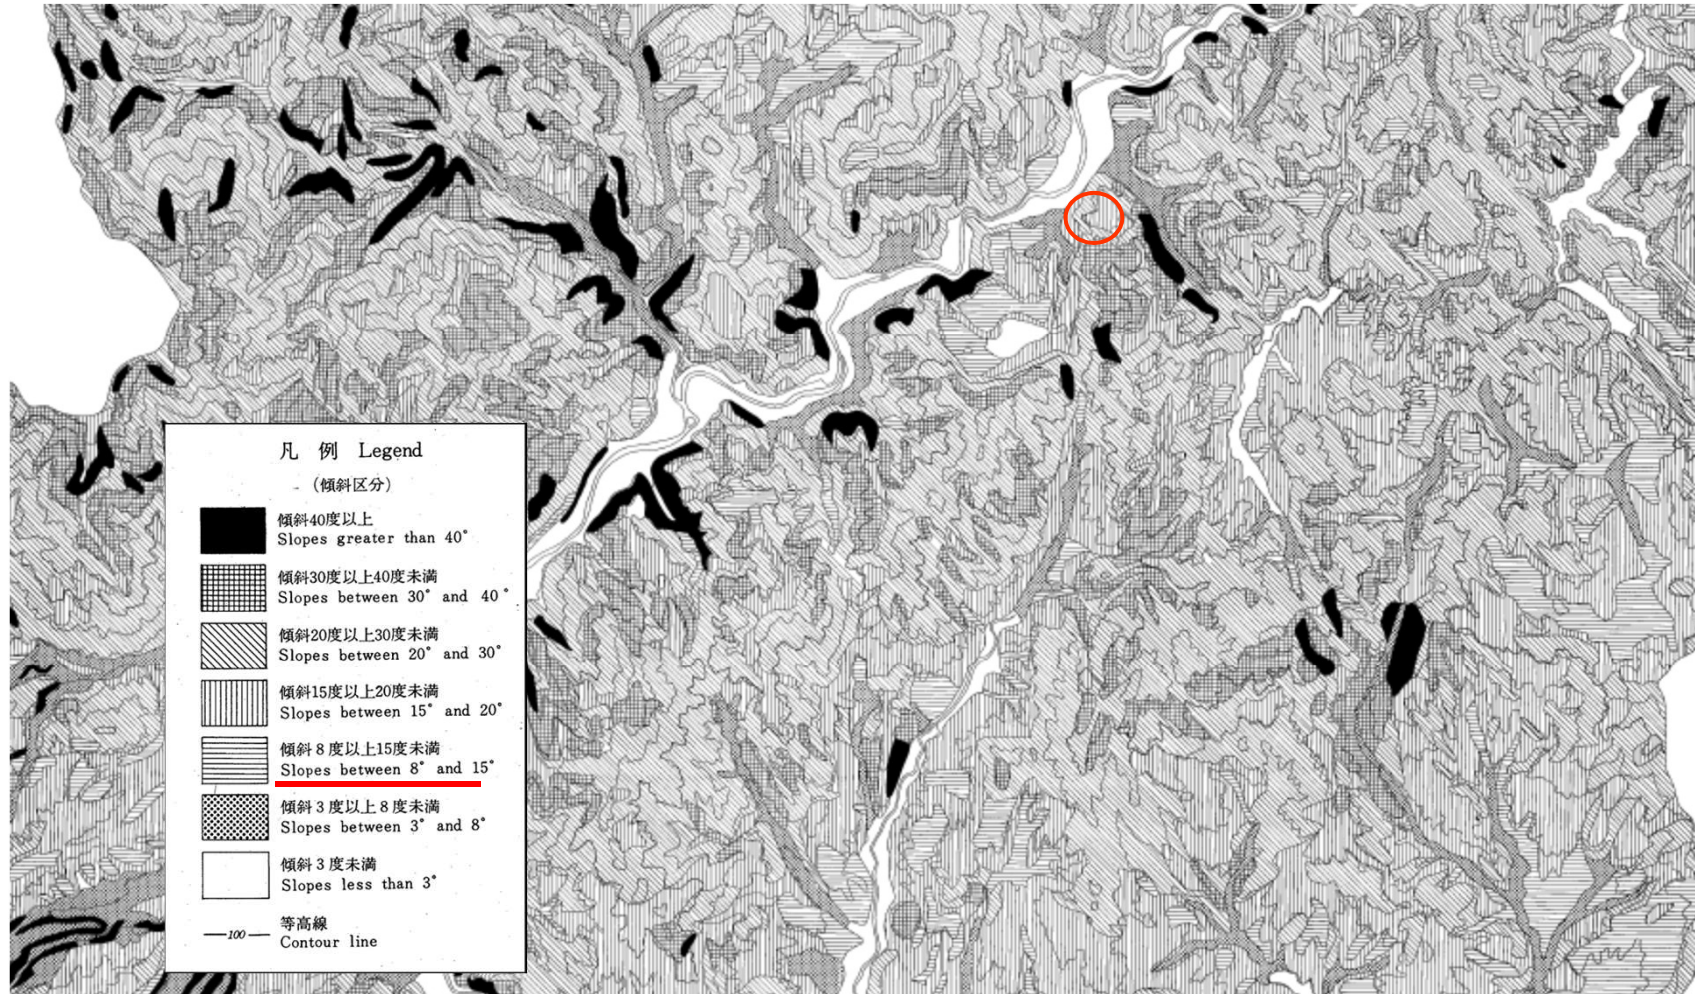 凡 例 Legend
(傾斜区分)
傾斜40度以上
Slopes greater than 40°
傾斜30度以上40度未満
Slopes between 30° and 40°
傾斜20度以上30度未満
Slopes between 20° and 30°
傾斜15度以上20度未満
Slopes between 15° and 20°
傾斜8度以上15度未満
Slopes between 8° and 15°
傾斜3度以上8度未満
Slopes between 3° and 8°
傾斜3度未満
Slopes less than 3°
100
等高線
Contour line